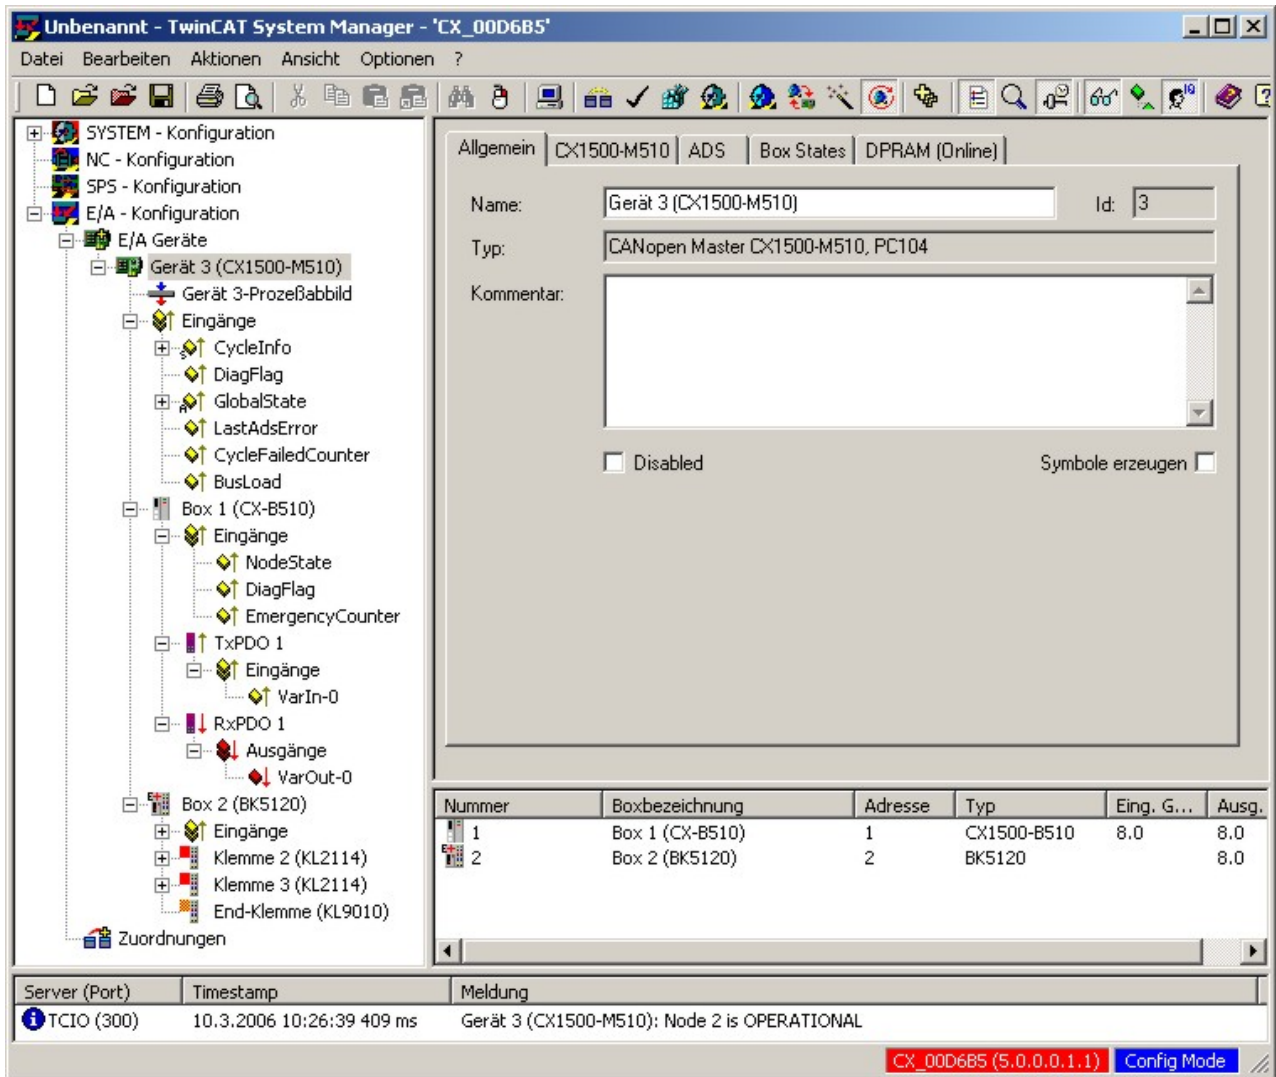 Unbenannt - TwinCAT System Manager - 'CX_00D6B5'
Datei Bearbeiten Aktionen Ansicht Optionen ?
SYSTEM - Konfiguration
NC - Konfiguration
SPS - Konfiguration
E/A - Konfiguration
E/A Geräte
Gerät 3 (CX1500-M510)
Gerät 3-Prozeßabbild
Eingänge
CycleInfo
DiagFlag
GlobalState
LastAdsError
CycleFailedCounter
BusLoad
Box 1 (CX-B510)
Eingänge
NodeState
DiagFlag
EmergencyCounter
TxPDO 1
Eingänge
VarIn-0
RxPDO 1
Ausgänge
VarOut-0
Box 2 (BK5120)
Eingänge
Klemme 2 (KL2114)
Klemme 3 (KL2114)
End-Klemme (KL9010)
Zuordnungen
Allgemein CX1500-M510 ADS Box States DPRAM (Online)
Name: Gerät 3 (CX1500-M510) Id: 3
Typ: CANopen Master CX1500-M510, PC104
Kommentar:
Disabled Symbole erzeugen
Nummer Boxbezeichnung Adresse Typ Eing. G... Ausg.
1 Box 1 (CX-B510) 1 CX1500-B510 8.0 8.0
2 Box 2 (BK5120) 2 BK5120 8.0
Server (Port) Timestamp Meldung
TCIO (300) 10.3.2006 10:26:39 409 ms Gerät 3 (CX1500-M510): Node 2 is OPERATIONAL
CX_00D6B5 (5.0.0.0.1.1) Config Mode